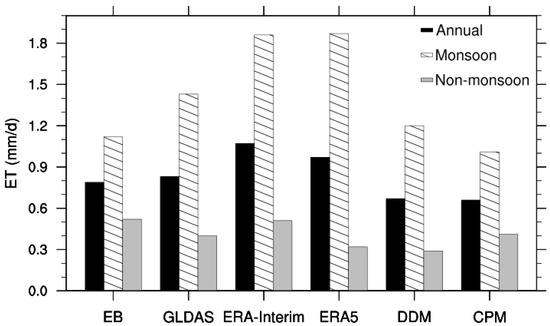 Annual
Monsoon
Non-monsoon
ET (mm/d)
1.8
1.5
1.2
0.9
0.6
0.3
0.0
EB GLDAS ERA-Interim ERA5 DDM CPM